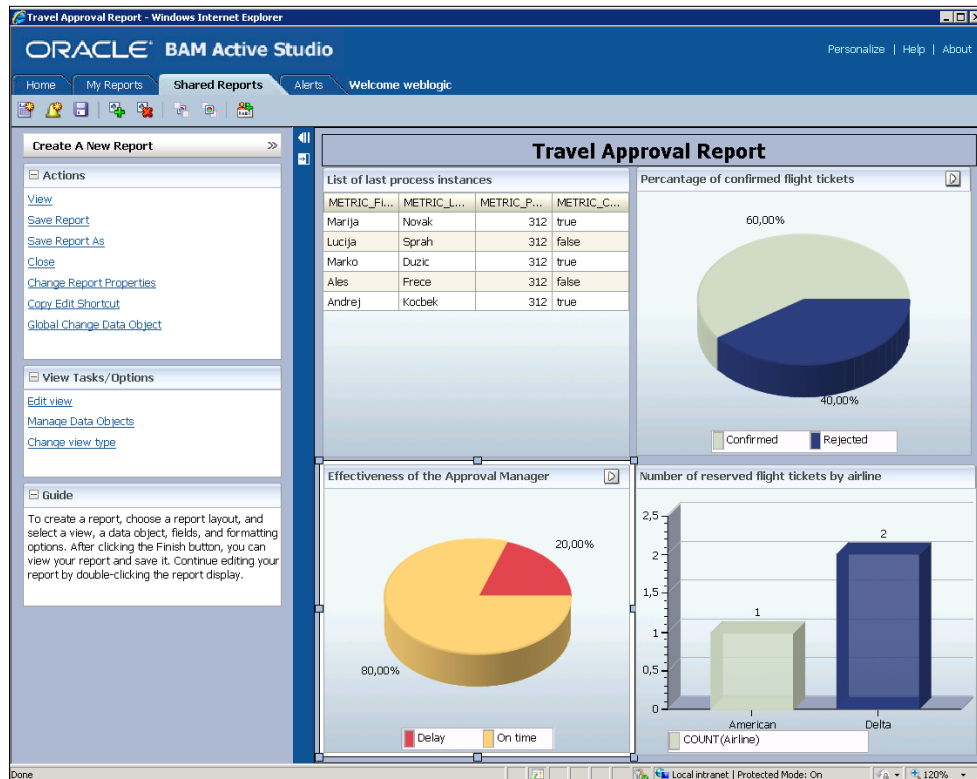 Travel Approval Report - Windows Internet Explorer
ORACLE BAM Active Studio
Personalize | Help | About
Home My Reports Shared Reports Alerts Welcome weblogic
Create A New Report »
Actions
View
Save Report
Save Report As
Close
Change Report Properties
Copy Edit Shortcut
Global Change Data Object
View Tasks/Options
Edit view
Manage Data Objects
Change view type
Guide
To create a report, choose a report layout, and
select a view, a data object, fields, and formatting
options. After clicking the Finish button, you can
view your report and save it. Continue editing your
report by double-clicking the report display.
Travel Approval Report
List of last process instances
METRIC_Fi... METRIC_L... METRIC_P... METRIC_C...
Marija Novak 312 true
Lucija Sprah 312 false
Marko Duzic 312 true
Ales Frece 312 false
Andrej Kocbek 312 true
Percentage of confirmed flight tickets
60,00%
40,00%
Confirmed Rejected
Effectiveness of the Approval Manager
20,00%
80,00%
Delay On time
Number of reserved flight tickets by airline
2,5
2
1,5
1
0,5
0
1
2
American Delta
COUNT(Airline)
Done
Local intranet | Protected Mode: On
120%